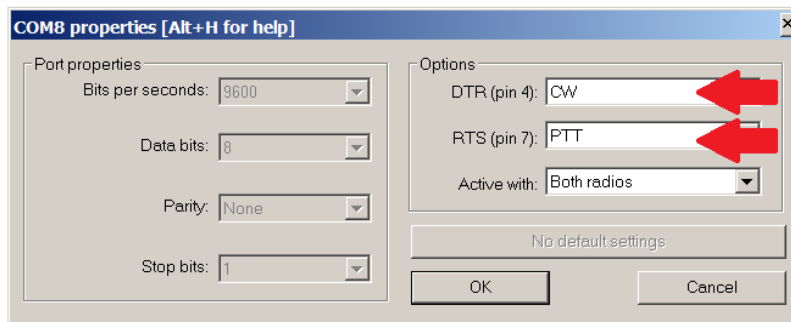 COM8 properties [Alt+H for help]
Port properties
Bits per seconds: 9600
Data bits: 8
Parity: None
Stop bits: 1
Options
DTR (pin 4): CW
RTS (pin 7): PTT
Active with: Both radios
No default settings
OK
Cancel